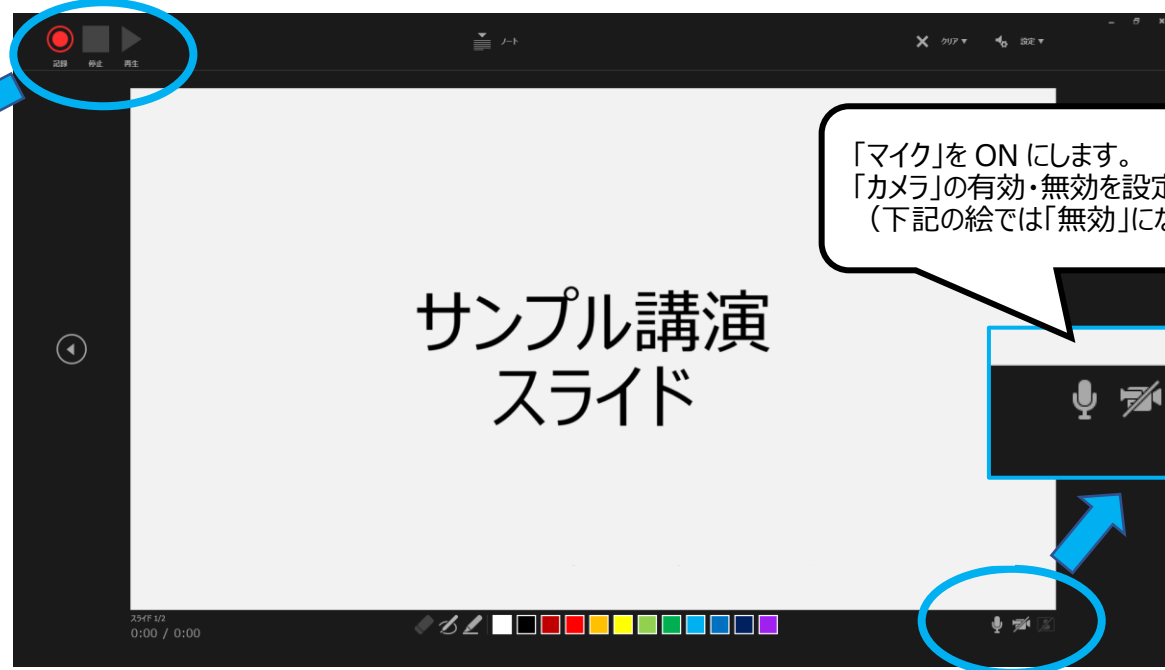 記録 停止 再生
ノート
クリア 設定
「マイク」を ON にします。
「カメラ」の有効・無効を設定
（下記の絵では「無効」にな
サンプル講演
スライド
スライド 1/2
0:00 / 0:00